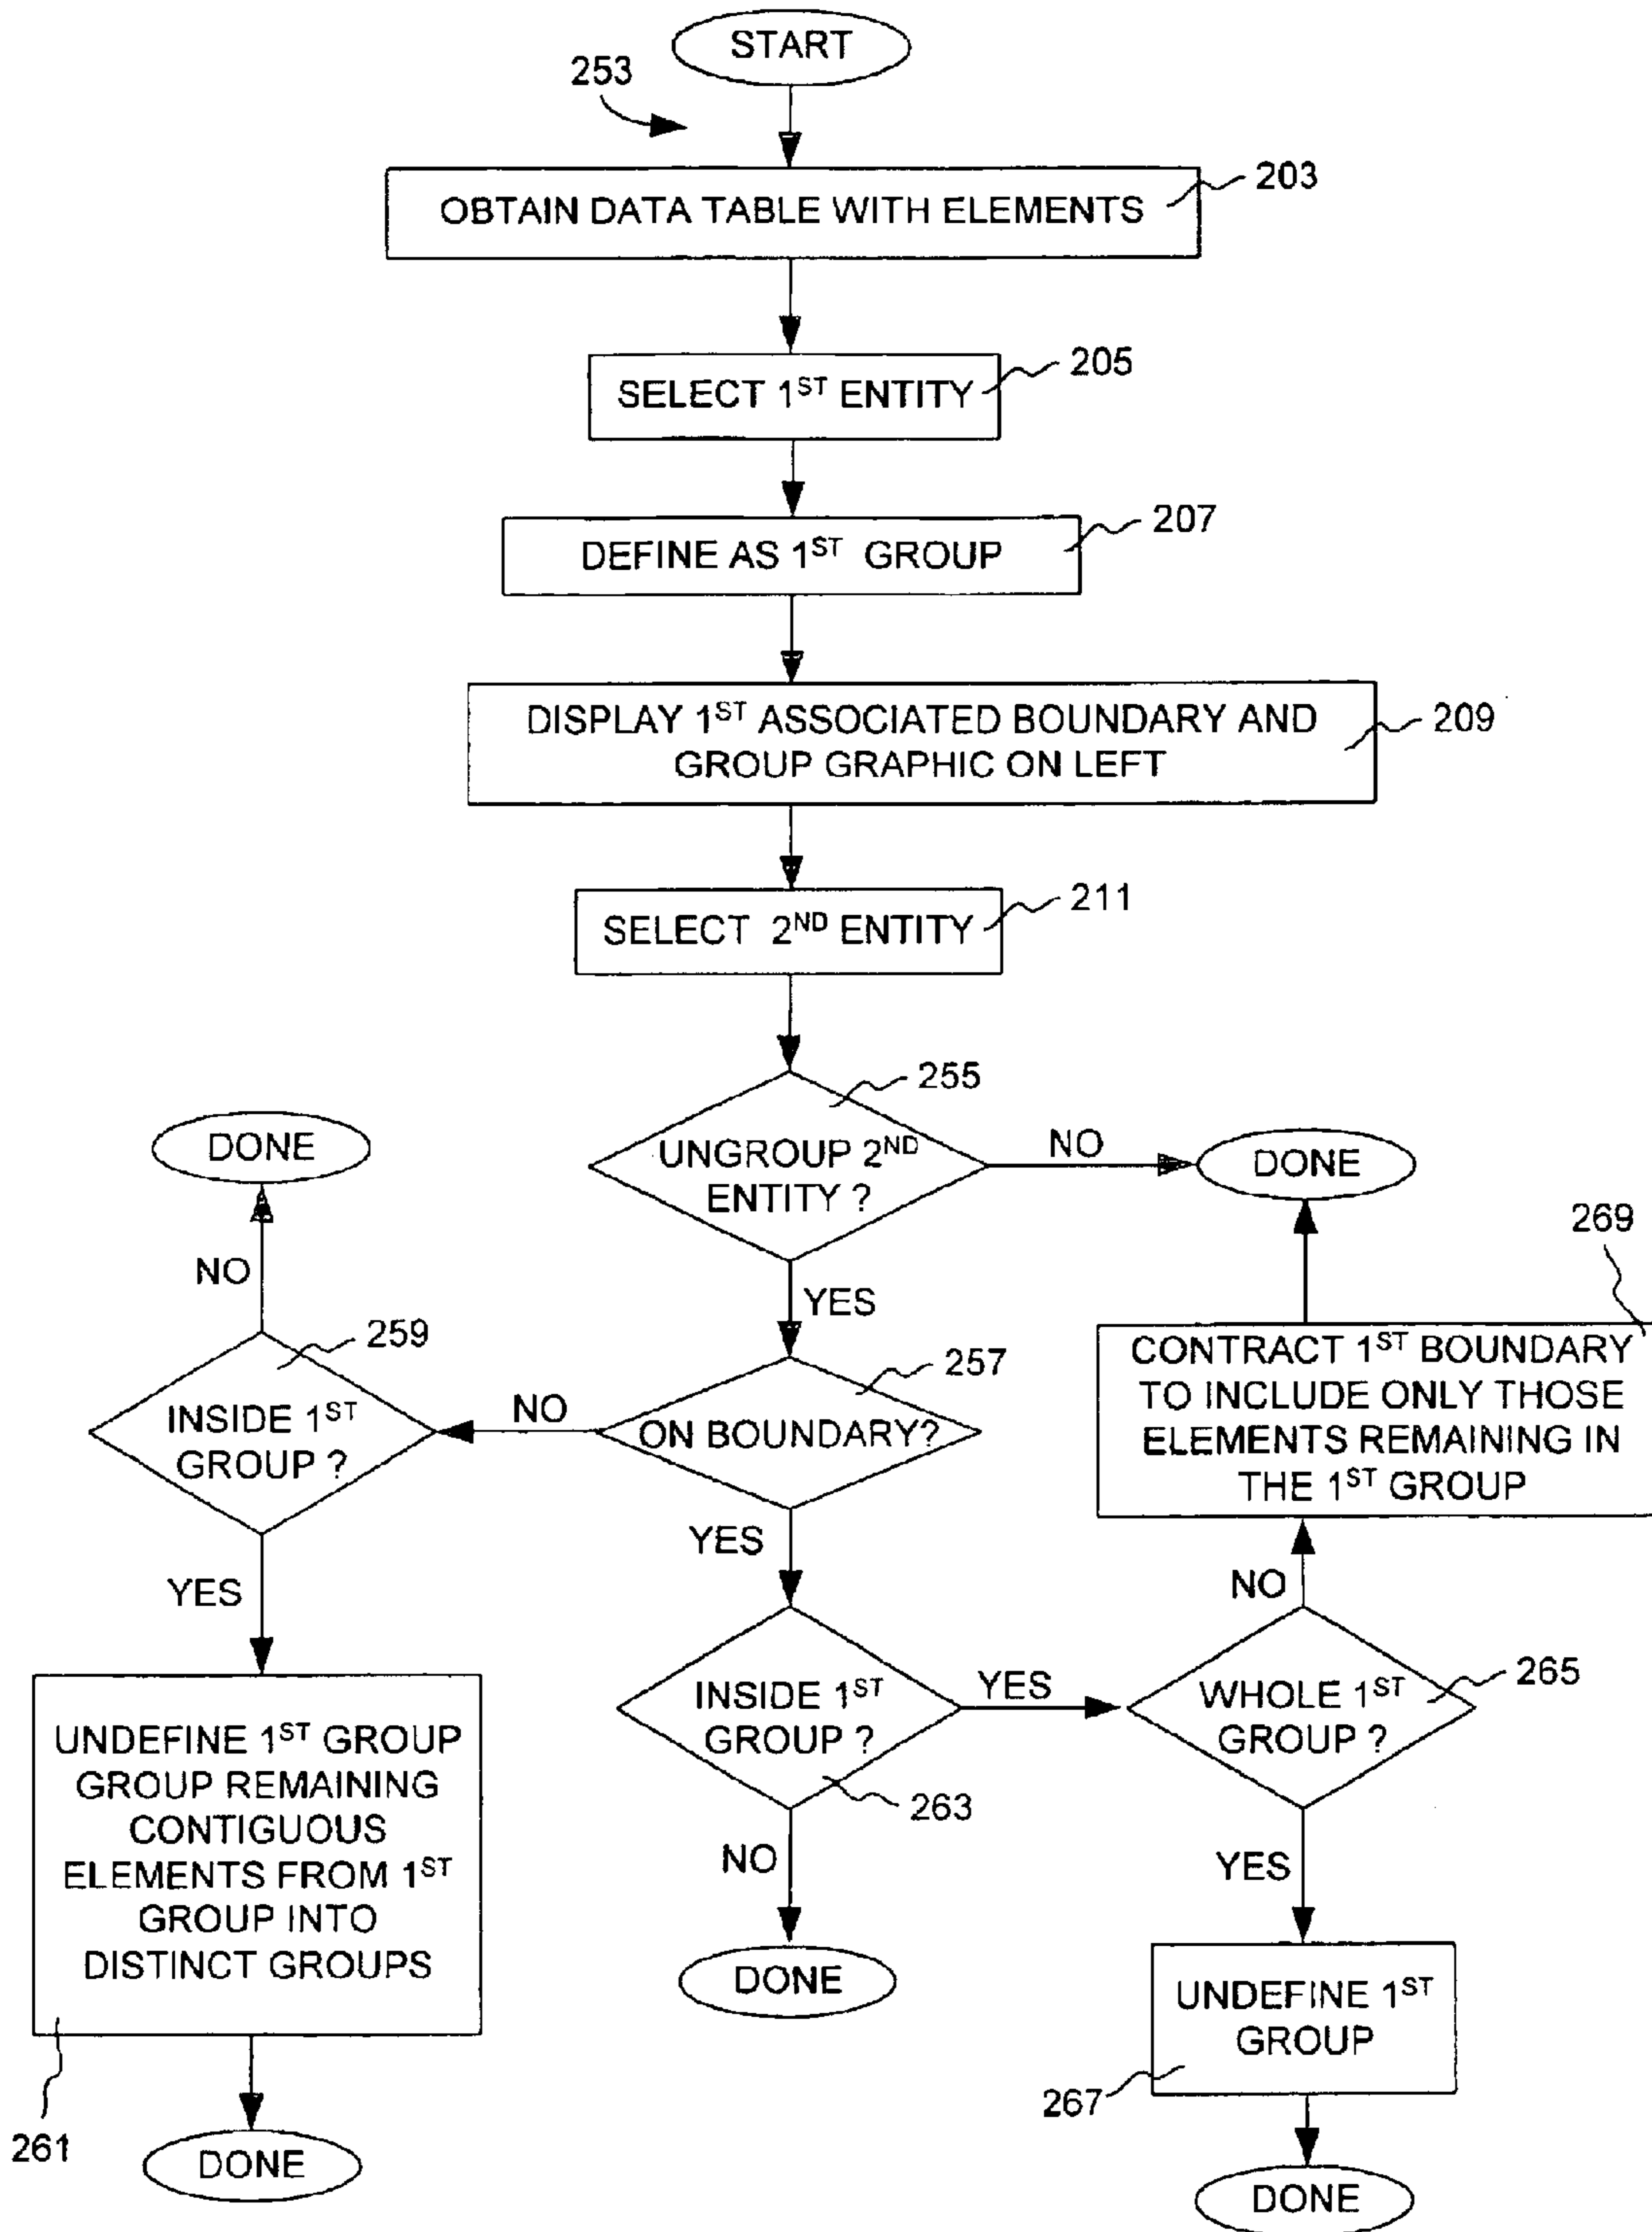 START
253
203
OBTAIN DATA TABLE WITH ELEMENTS
205
SELECT 1ST ENTITY
207
DEFINE AS 1ST GROUP
DISPLAY 1ST ASSOCIATED BOUNDARY AND
GROUP GRAPHIC ON LEFT
209
211
SELECT 2ND ENTITY
255
UNGROUP 2ND
ENTITY ?
NO
DONE
DONE
NO
YES
269
259
INSIDE 1ST
GROUP ?
NO
257
ON BOUNDARY?
CONTRACT 1ST BOUNDARY
TO INCLUDE ONLY THOSE
ELEMENTS REMAINING IN
THE 1ST GROUP
YES
YES
NO
INSIDE 1ST
GROUP ?
263
YES
WHOLE 1ST
GROUP ?
265
UNDEFINE 1ST GROUP
GROUP REMAINING
CONTIGUOUS
ELEMENTS FROM 1ST
GROUP INTO
DISTINCT GROUPS
261
NO
DONE
YES
UNDEFINE 1ST
GROUP
267
DONE
DONE